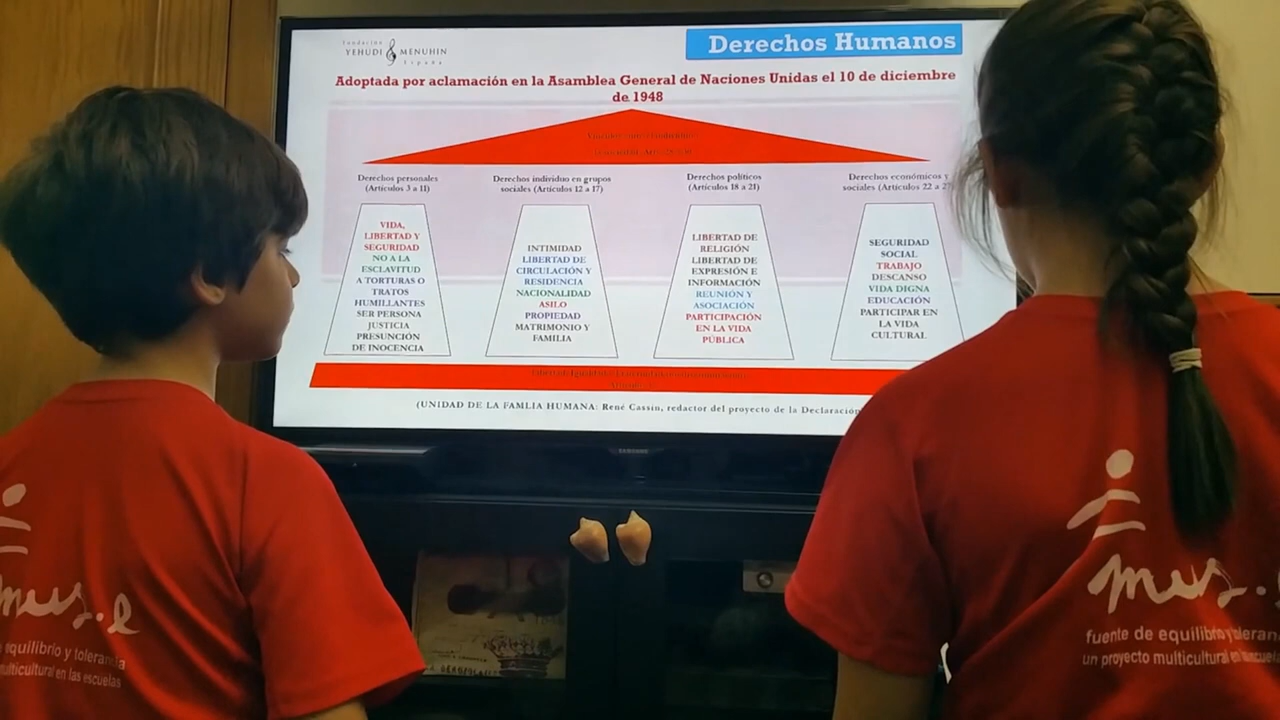 Fundación
YEHUDI MENUHIN
España
Derechos Humanos
Adoptada por aclamación en la Asamblea General de Naciones Unidas el 10 de diciembre
de 1948
Derechos personales
(Artículos 3 a 11)
Derechos individuo en grupos
sociales (Artículos 12 a 17)
Derechos políticos
(Artículos 18 a 21)
Derechos económicos y
sociales (Artículos 22 a
VIDA,
LIBERTAD Y
SEGURIDAD
NO A LA
ESCLAVITUD
A TORTURAS O
TRATOS
HUMILLANTES
SER PERSONA
JUSTICIA
PRESUNCIÓN
DE INOCENCIA
INTIMIDAD
LIBERTAD DE
CIRCULACIÓN Y
RESIDENCIA
NACIONALIDAD
ASILO
PROPIEDAD
MATRIMONIO Y
FAMILIA
LIBERTAD DE
RELIGIÓN
LIBERTAD DE
EXPRESIÓN E
INFORMACIÓN
REUNIÓN Y
ASOCIACIÓN
PARTICIPACIÓN
EN LA VIDA
PÚBLICA
SEGURIDAD
SOCIAL
TRABAJO
DESCANSO
VIDA DIGNA
EDUCACIÓN
PARTICIPAR EN
LA VIDA
CULTURAL
(UNIDAD DE LA FAMLIA HUMANA: René Cassin, redactor del proyecto de la Declaración
SAMSUNG
mus.e
e equilibrio y tolerancia
multicultural en las escuelas
mus.
fuente de equilibrio y toleran
un proyecto multicultural en